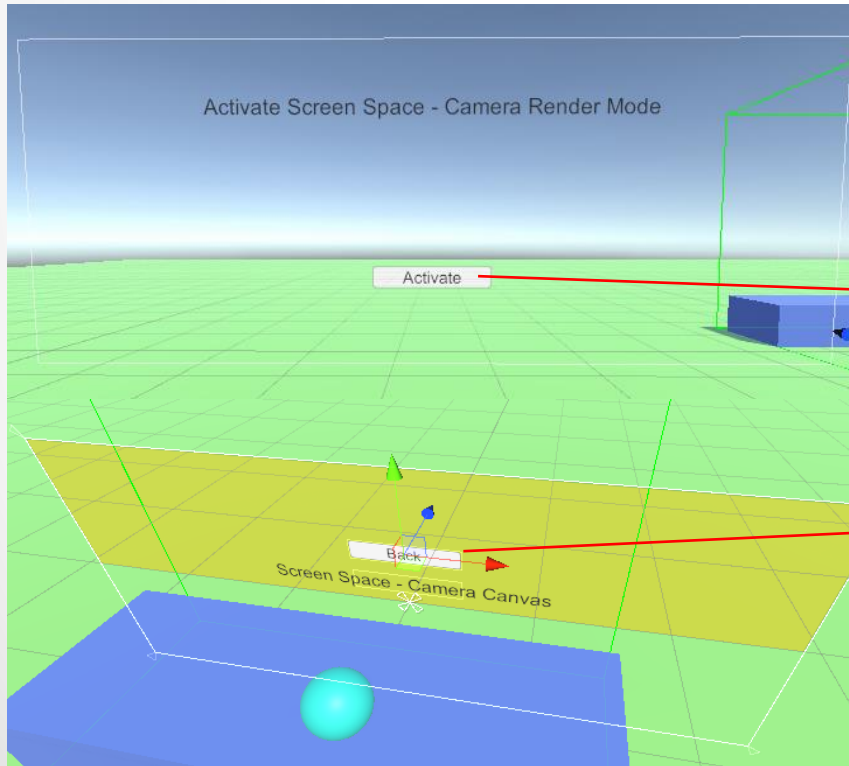 Activate Screen Space - Camera Render Mode
Activate
Back
Screen Space - Camera Canvas